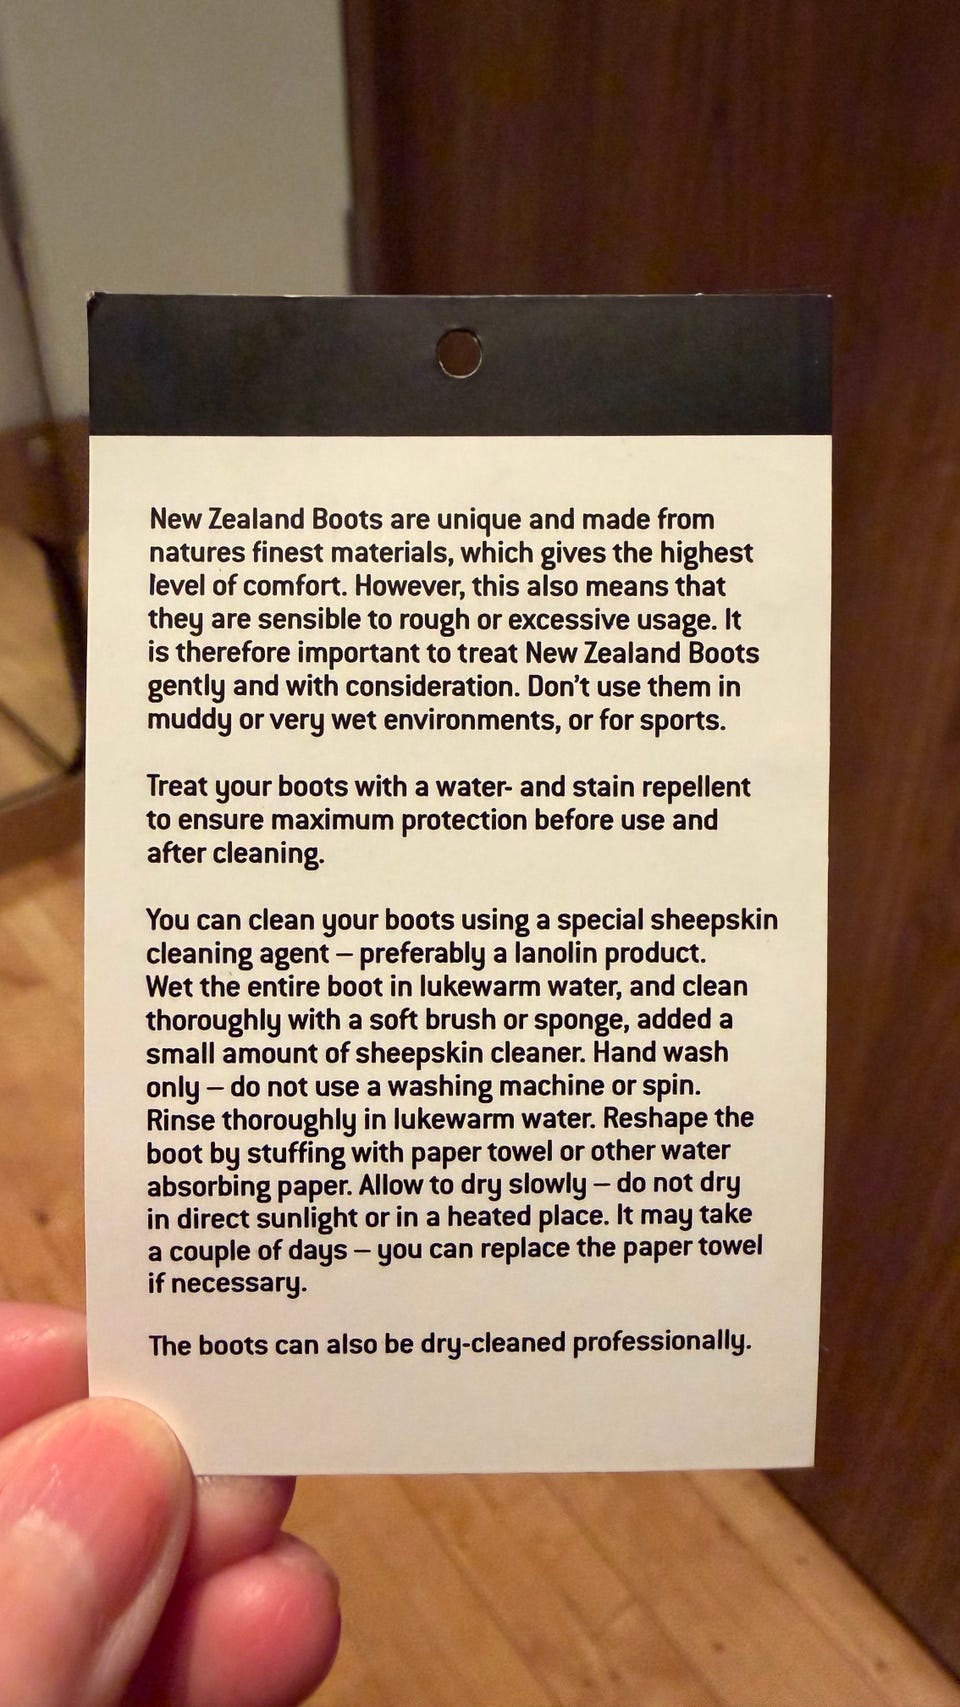 New Zealand Boots are unique and made from
natures finest materials, which gives the highest
level of comfort. However, this also means that
they are sensible to rough or excessive usage. It
is therefore important to treat New Zealand Boots
gently and with consideration. Don't use them in
muddy or very wet environments, or for sports.
Treat your boots with a water- and stain repellent
to ensure maximum protection before use and
after cleaning.
You can clean your boots using a special sheepskin
cleaning agent – preferably a lanolin product.
Wet the entire boot in lukewarm water, and clean
thoroughly with a soft brush or sponge, added a
small amount of sheepskin cleaner. Hand wash
only – do not use a washing machine or spin.
Rinse thoroughly in lukewarm water. Reshape the
boot by stuffing with paper towel or other water
absorbing paper. Allow to dry slowly – do not dry
in direct sunlight or in a heated place. It may take
a couple of days – you can replace the paper towel
if necessary.
The boots can also be dry-cleaned professionally.